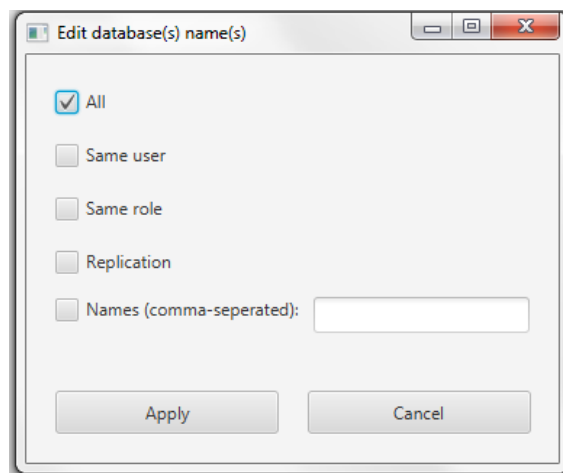 Edit database(s) name(s)
All
Same user
Same role
Replication
Names (comma-seperated):
Apply Cancel